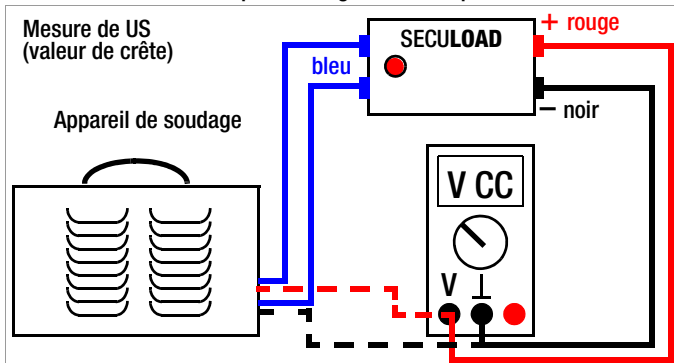 Mesure de US
(valeur de crête)
bleu
SECULOAD
+ rouge
– noir
Appareil de soudage
V CC
V